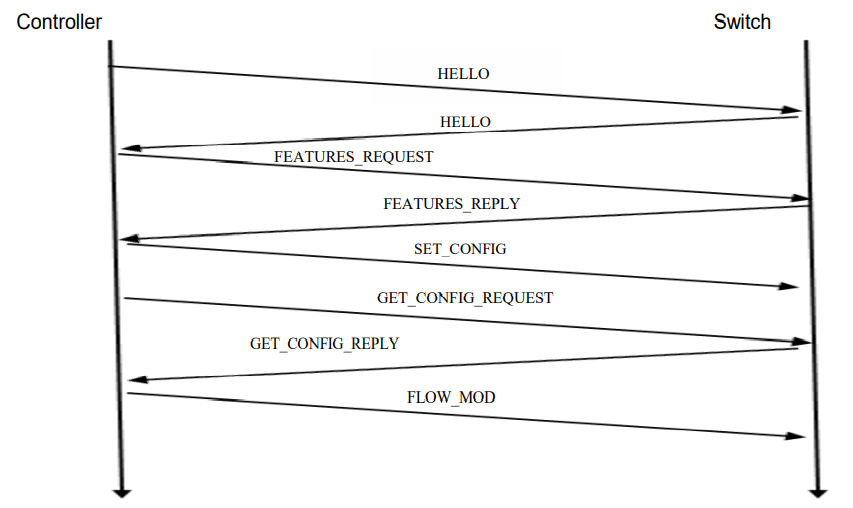 Controller
Switch
HELLO
HELLO
FEATURES_REQUEST
FEATURES_REPLY
SET_CONFIG
GET_CONFIG_REQUEST
GET_CONFIG_REPLY
FLOW_MOD